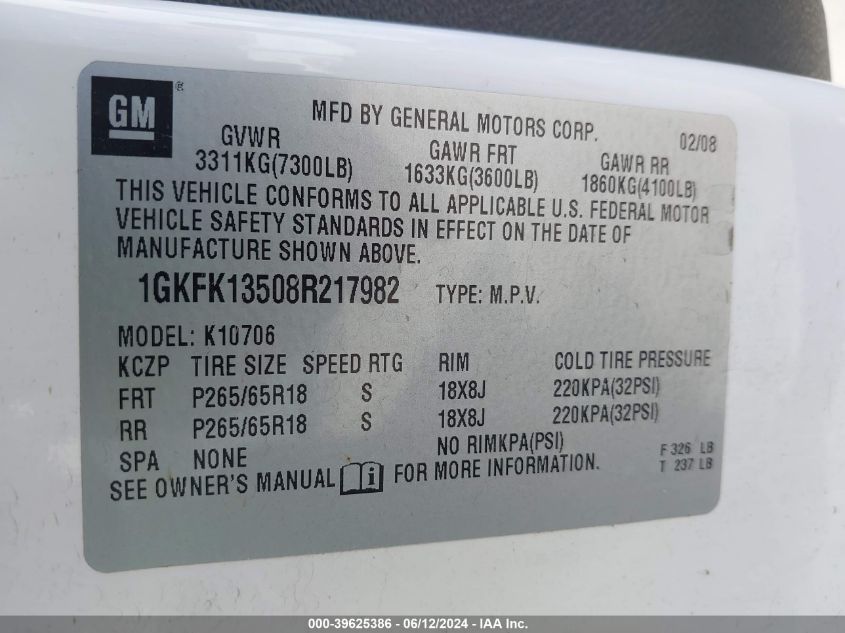 GM ®
MFD BY GENERAL MOTORS CORP. 02/08
GVWR GAWR FRT GAWR RR
3311KG(7300LB) 1633KG(3600LB) 1860KG(4100LB)
THIS VEHICLE CONFORMS TO ALL APPLICABLE U.S. FEDERAL MOTOR
VEHICLE SAFETY STANDARDS IN EFFECT ON THE DATE OF
MANUFACTURE SHOWN ABOVE.
1GKFK13508R217982 TYPE: M.P.V.
MODEL: K10706
KCZP TIRE SIZE SPEED RTG RIM COLD TIRE PRESSURE
FRT P265/65R18 S 18X8J 220KPA(32PSI)
RR P265/65R18 S 18X8J 220KPA(32PSI)
SPA NONE NO RIMKPA(PSI) F 326 LB
SEE OWNER'S MANUAL i FOR MORE INFORMATION. T 237 LB
000-39625386 - 06/12/2024 - IAA Inc.